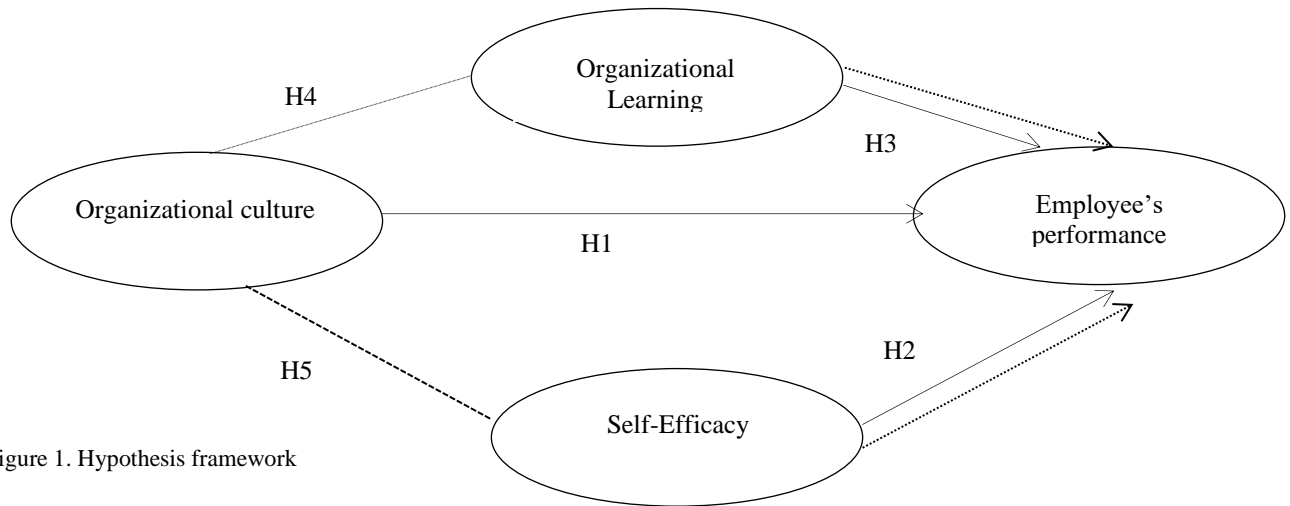 Organizational
Learning
H4
H3
Organizational culture
Employee's
performance
H1
H2
H5
Self-Efficacy
igure 1. Hypothesis framework